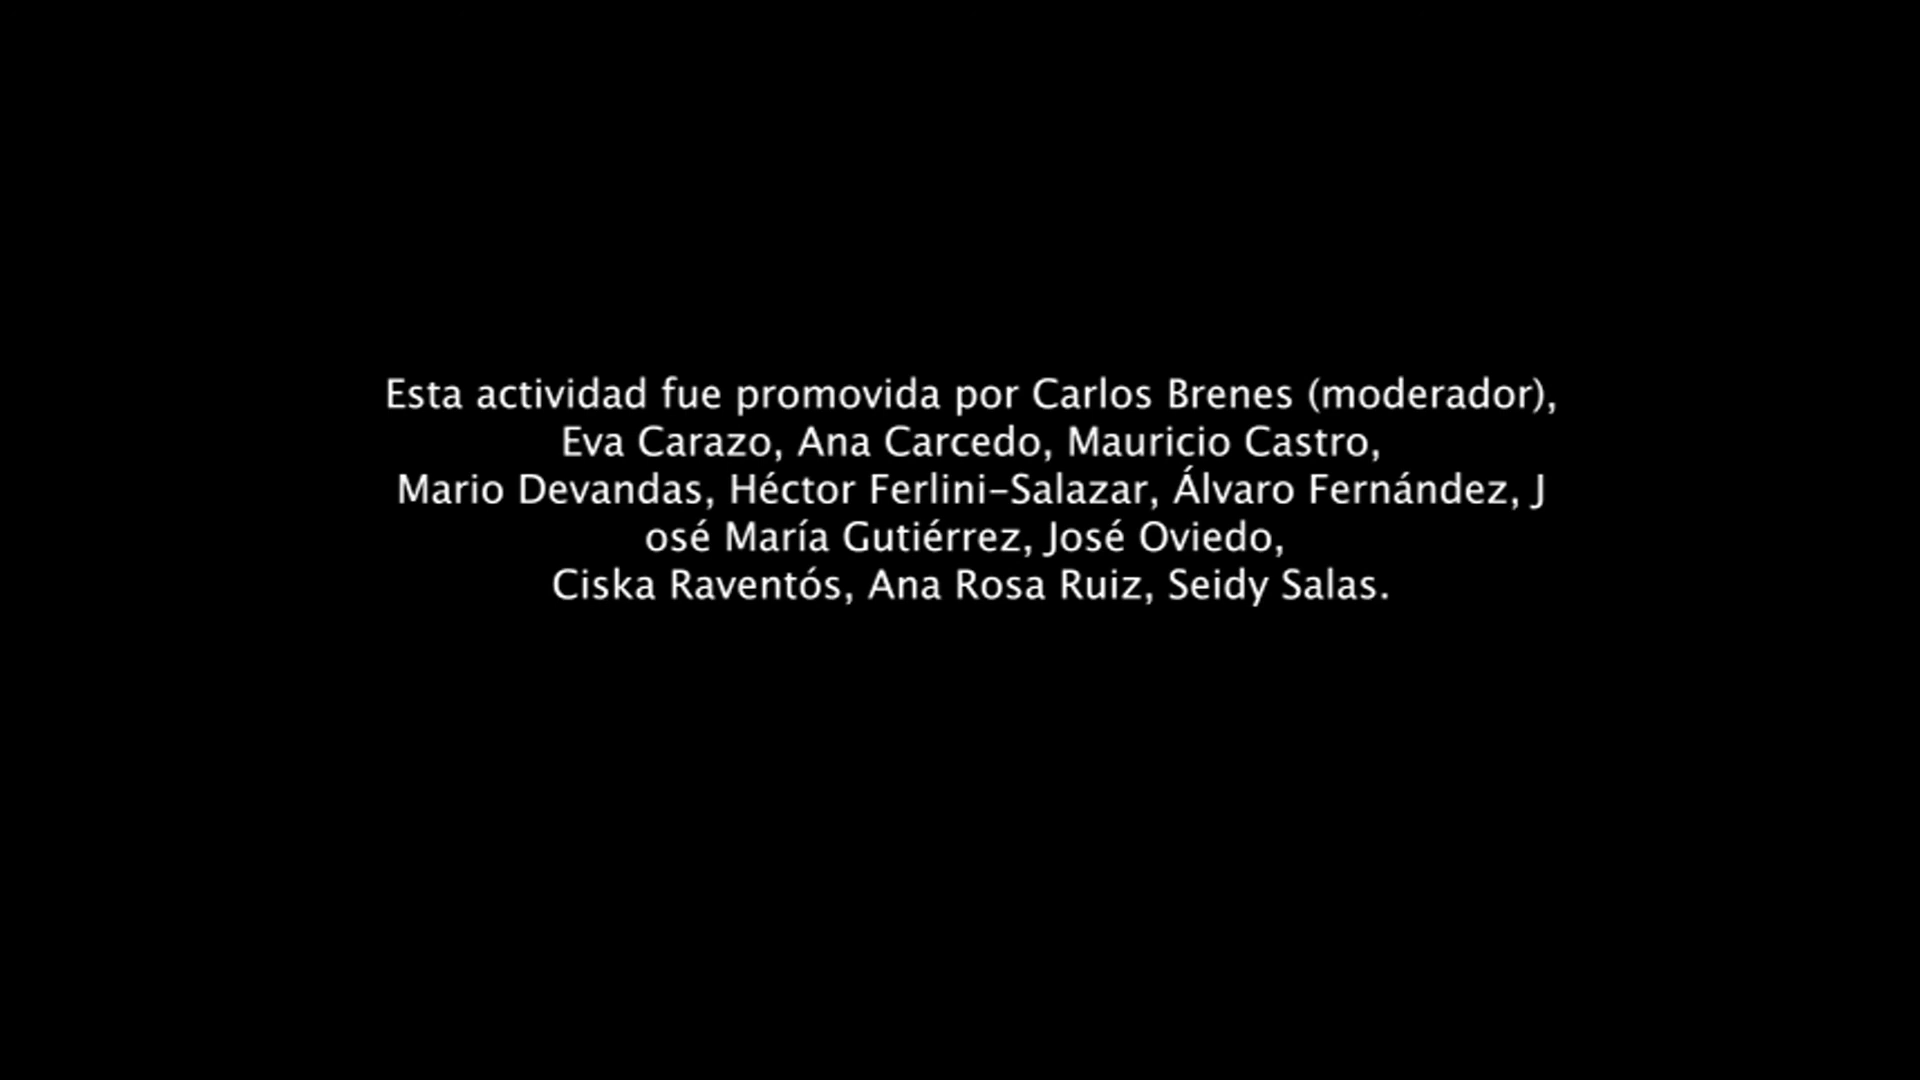 Esta actividad fue promovida por Carlos Brenes (moderador),
Eva Carazo, Ana Carcedo, Mauricio Castro,
Mario Devandas, Héctor Ferlini-Salazar, Álvaro Fernández, J
osé María Gutiérrez, José Oviedo,
Ciska Raventós, Ana Rosa Ruiz, Seidy Salas.